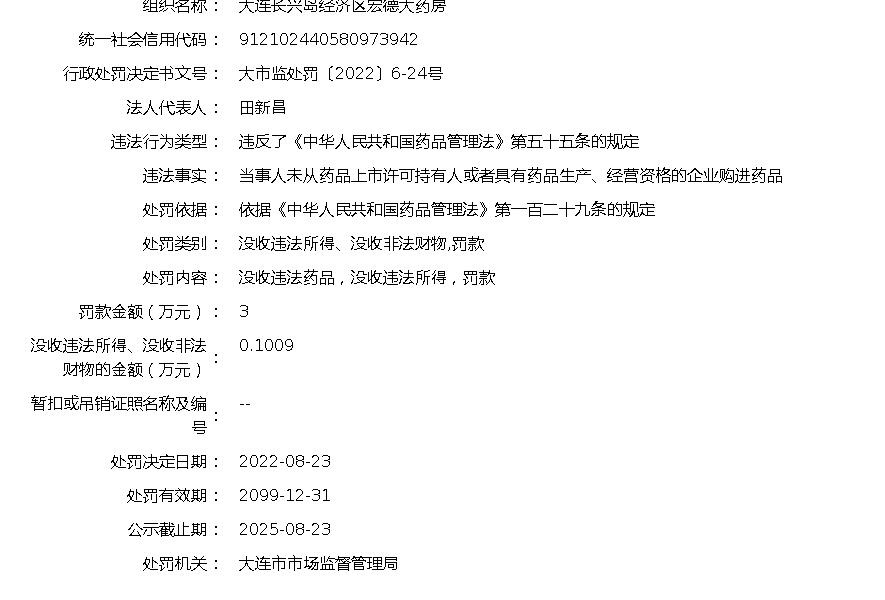 组织名称： 大连长兴岛经济区宏德大药房
统一社会信用代码： 912102440580973942
行政处罚决定书文号： 大市监处罚〔2022〕6-24号
法人代表人： 田新昌
违法行为类型： 违反了《中华人民共和国药品管理法》第五十五条的规定
违法事实： 当事人未从药品上市许可持有人或者具有药品生产、经营资格的企业购进药品
处罚依据： 依据《中华人民共和国药品管理法》第一百二十九条的规定
处罚类别： 没收违法所得、没收非法财物,罚款
处罚内容： 没收违法药品，没收违法所得，罚款
罚款金额（万元）： 3
没收违法所得、没收非法
财物的金额（万元）： 0.1009
暂扣或吊销证照名称及编
号： --
处罚决定日期： 2022-08-23
处罚有效期： 2099-12-31
公示截止期： 2025-08-23
处罚机关： 大连市市场监督管理局